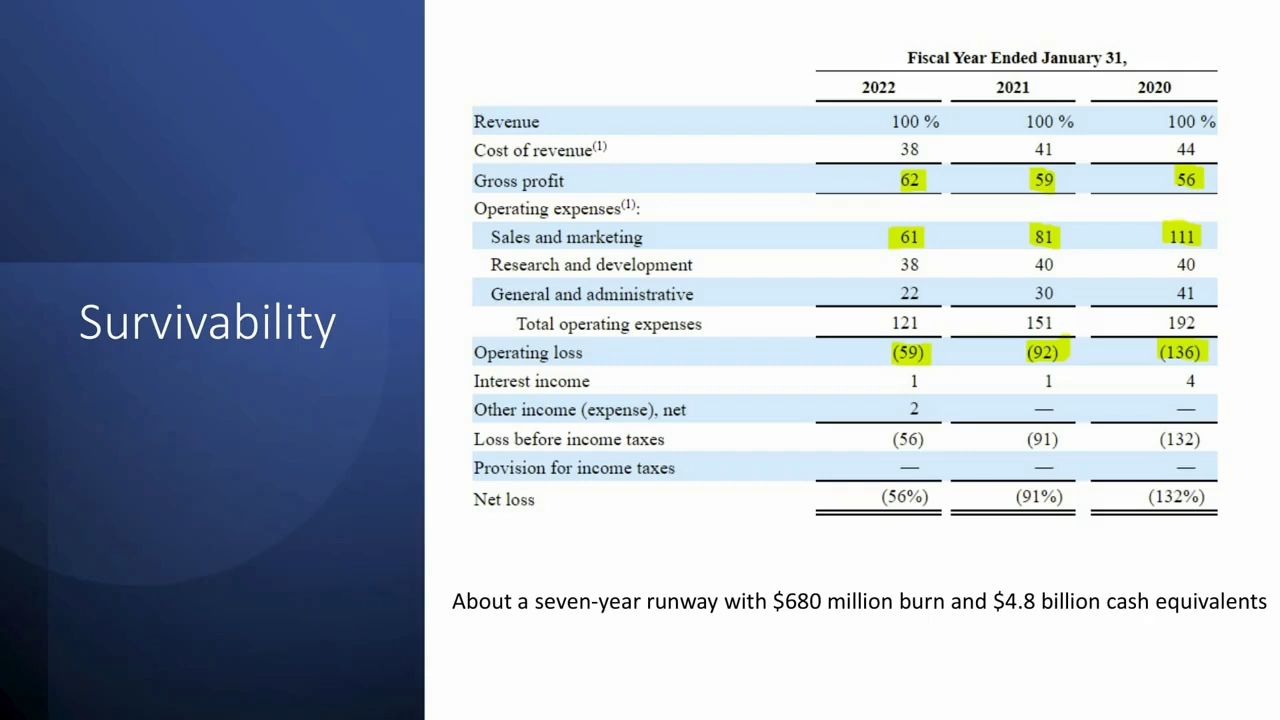 Survivability
Fiscal Year Ended January 31,
2022 2021 2020
Revenue 100 % 100 % 100 %
Cost of revenue(1) 38 41 44
Gross profit 62 59 56
Operating expenses(1):
Sales and marketing 61 81 111
Research and development 38 40 40
General and administrative 22 30 41
Total operating expenses 121 151 192
Operating loss (59) (92) (136)
Interest income 1 1 4
Other income (expense), net 2 — —
Loss before income taxes (56) (91) (132)
Provision for income taxes — — —
Net loss (56%) (91%) (132%)
About a seven-year runway with $680 million burn and $4.8 billion cash equivalents